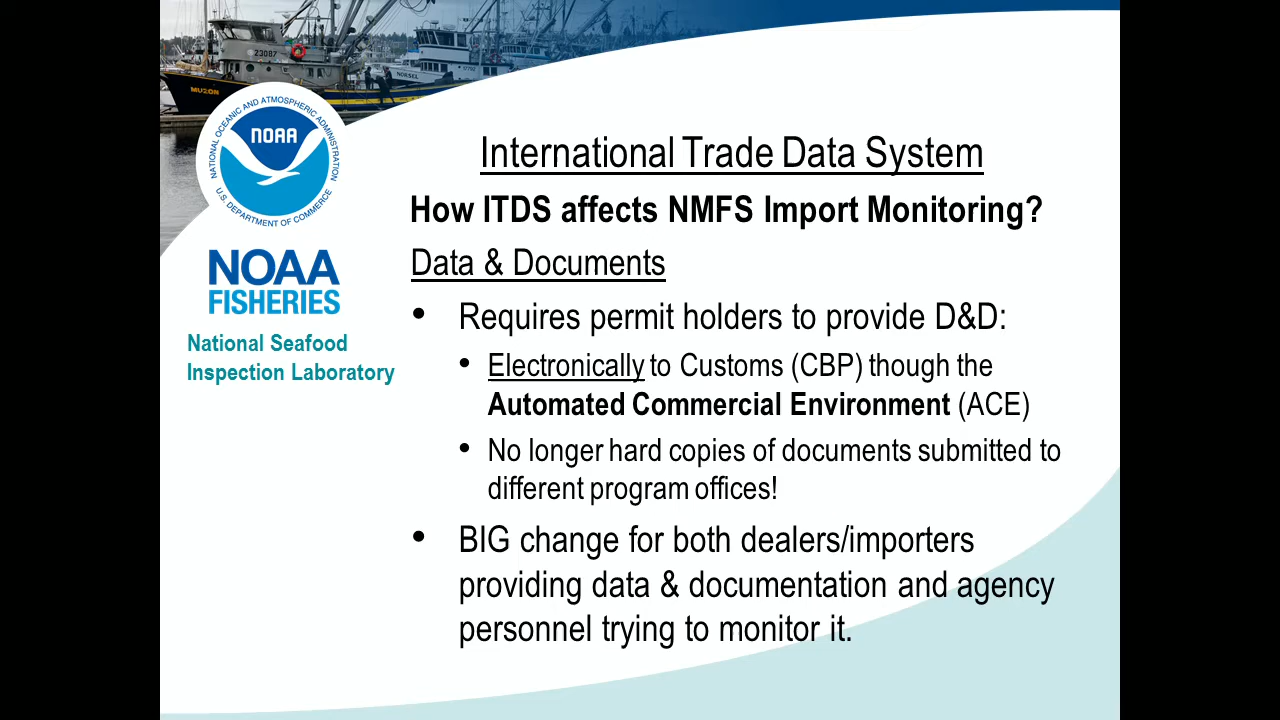 23087
NORSEL
MUZON
NATIONAL OCEANIC AND ATMOSPHERIC ADMINISTRATION
NOAA
U.S. DEPARTMENT OF COMMERCE
NOAA
FISHERIES
National Seafood
Inspection Laboratory
International Trade Data System
How ITDS affects NMFS Import Monitoring?
Data & Documents
• Requires permit holders to provide D&D:
• Electronically to Customs (CBP) though the
Automated Commercial Environment (ACE)
• No longer hard copies of documents submitted to
different program offices!
• BIG change for both dealers/importers
providing data & documentation and agency
personnel trying to monitor it.